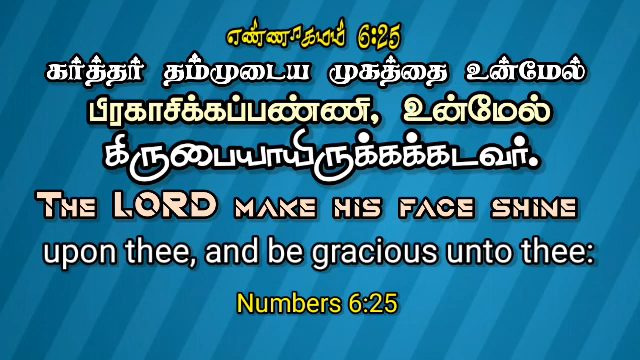 எண்ணாகமம் 6:25
கர்த்தர் தம்முடைய முகத்தை உன்மேல்
பிரகாசிக்கப்பண்ணி, உன்மேல்
கிருபையாயிருக்கக்கடவர்.
THE LORD MAKE HIS FACE SHINE
upon thee, and be gracious unto thee:
Numbers 6:25